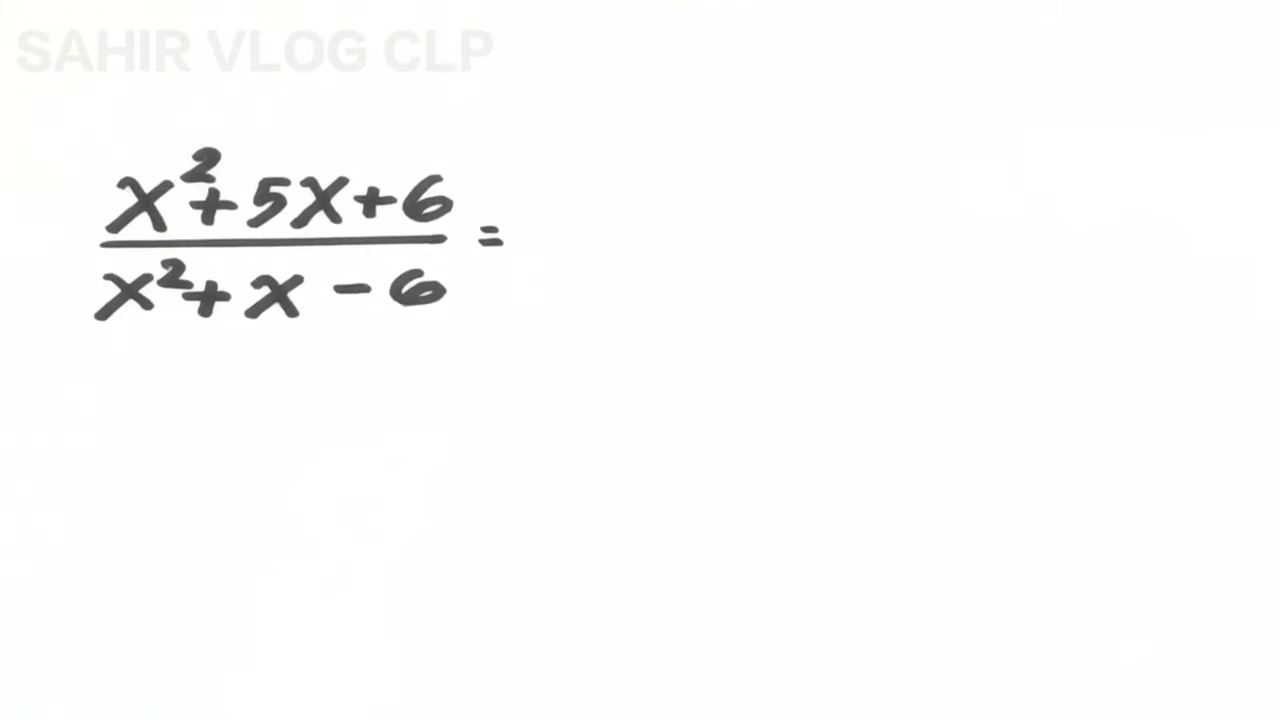 SAHIR VLOG CLP
x²+5x+6
x²+x-6
=